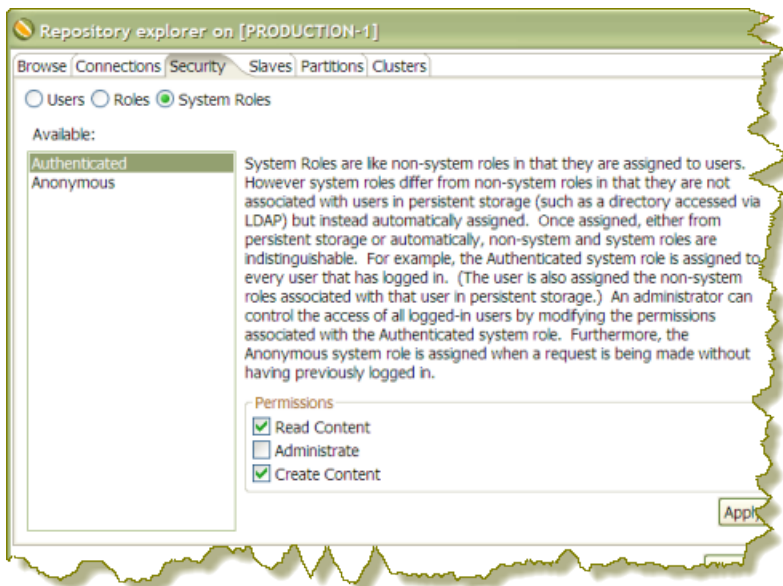 Repository explorer on [PRODUCTION-1]
Browse Connections Security Slaves Partitions Clusters
Users Roles System Roles
Available:
Authenticated
Anonymous
System Roles are like non-system roles in that they are assigned to users.
However system roles differ from non-system roles in that they are not
associated with users in persistent storage (such as a directory accessed via
LDAP) but instead automatically assigned. Once assigned, either from
persistent storage or automatically, non-system and system roles are
indistinguishable. For example, the Authenticated system role is assigned to
every user that has logged in. (The user is also assigned the non-system
roles associated with that user in persistent storage.) An administrator can
control the access of all logged-in users by modifying the permissions
associated with the Authenticated system role. Furthermore, the
Anonymous system role is assigned when a request is being made without
having previously logged in.
Permissions
Read Content
Administrate
Create Content
Apply